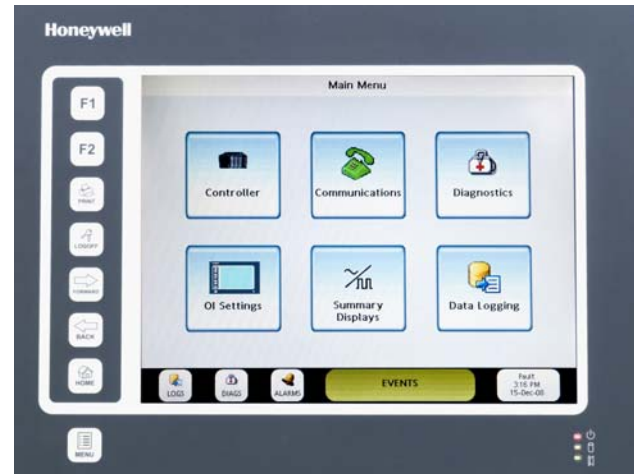 Honeywell
Main Menu
F1
F2
PRINT
LOGOFF
FORWARD
BACK
HOME
MENU
Controller
Communications
Diagnostics
OI Settings
Summary
Displays
Data Logging
LOGS
DIAGS
ALARMS
EVENTS
Fault
3:16 PM
15-Dec-08